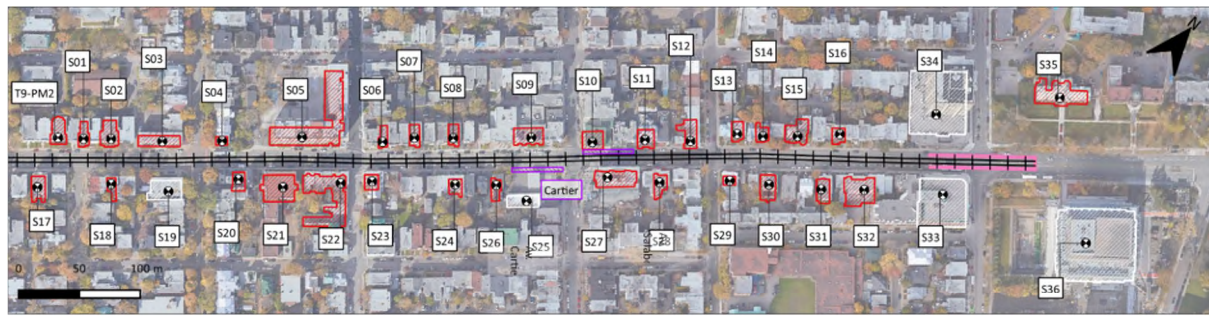 T9-PM2
S01
S02
S03
S04
S05
S06
S07
S08
S09
S10
S11
S12
S13
S14
S15
S16
S34
S35
S17
S18
S19
S20
S21
S22
S23
S24
S26
Cartier
S25
S27
S29
S30
S31
S32
S33
S36
Cartie
0 50 100 m
N